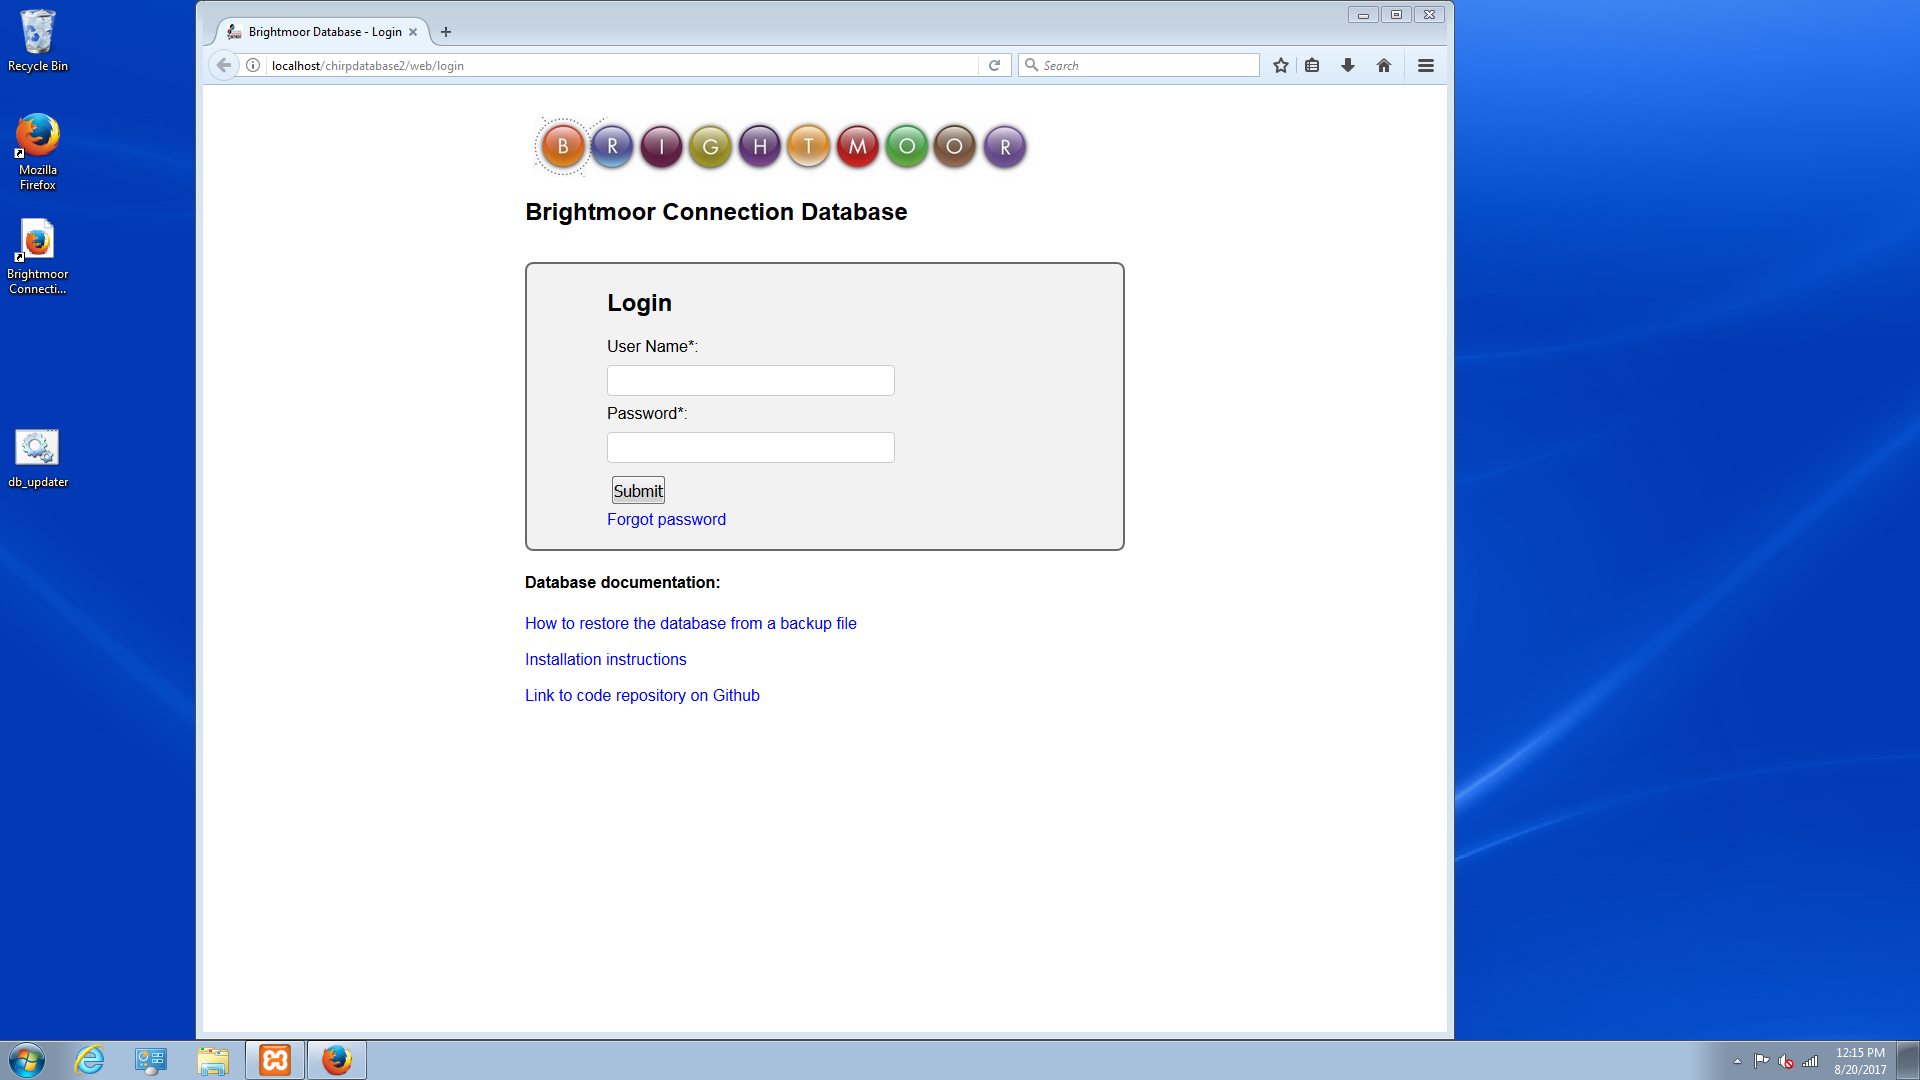 Recycle Bin
Mozilla
Firefox
Brightmoor
Connecti...
db_updater
Brightmoor Database - Login
localhost/chirpdatabase2/web/login
Search
B R I G H T M O O R
Brightmoor Connection Database
Login
User Name*:
Password*:
Submit
Forgot password
Database documentation:
How to restore the database from a backup file
Installation instructions
Link to code repository on Github
12:15 PM
8/20/2017